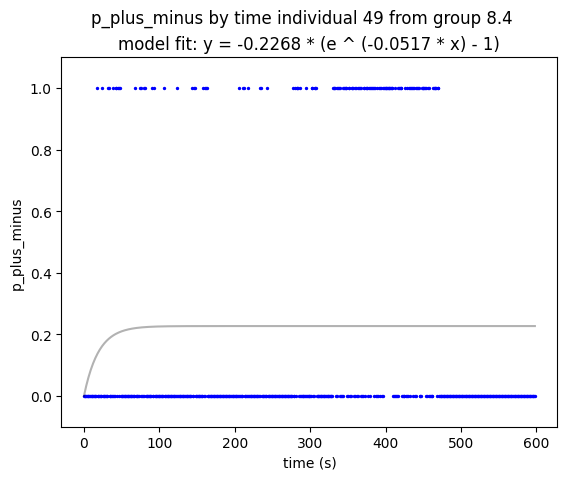 p_plus_minus by time individual 49 from group 8.4
model fit: y = -0.2268 * (e ^ (-0.0517 * x) - 1)
1.0
0.8
0.6
0.4
0.2
0.0
p_plus_minus
0 100 200 300 400 500 600
time (s)